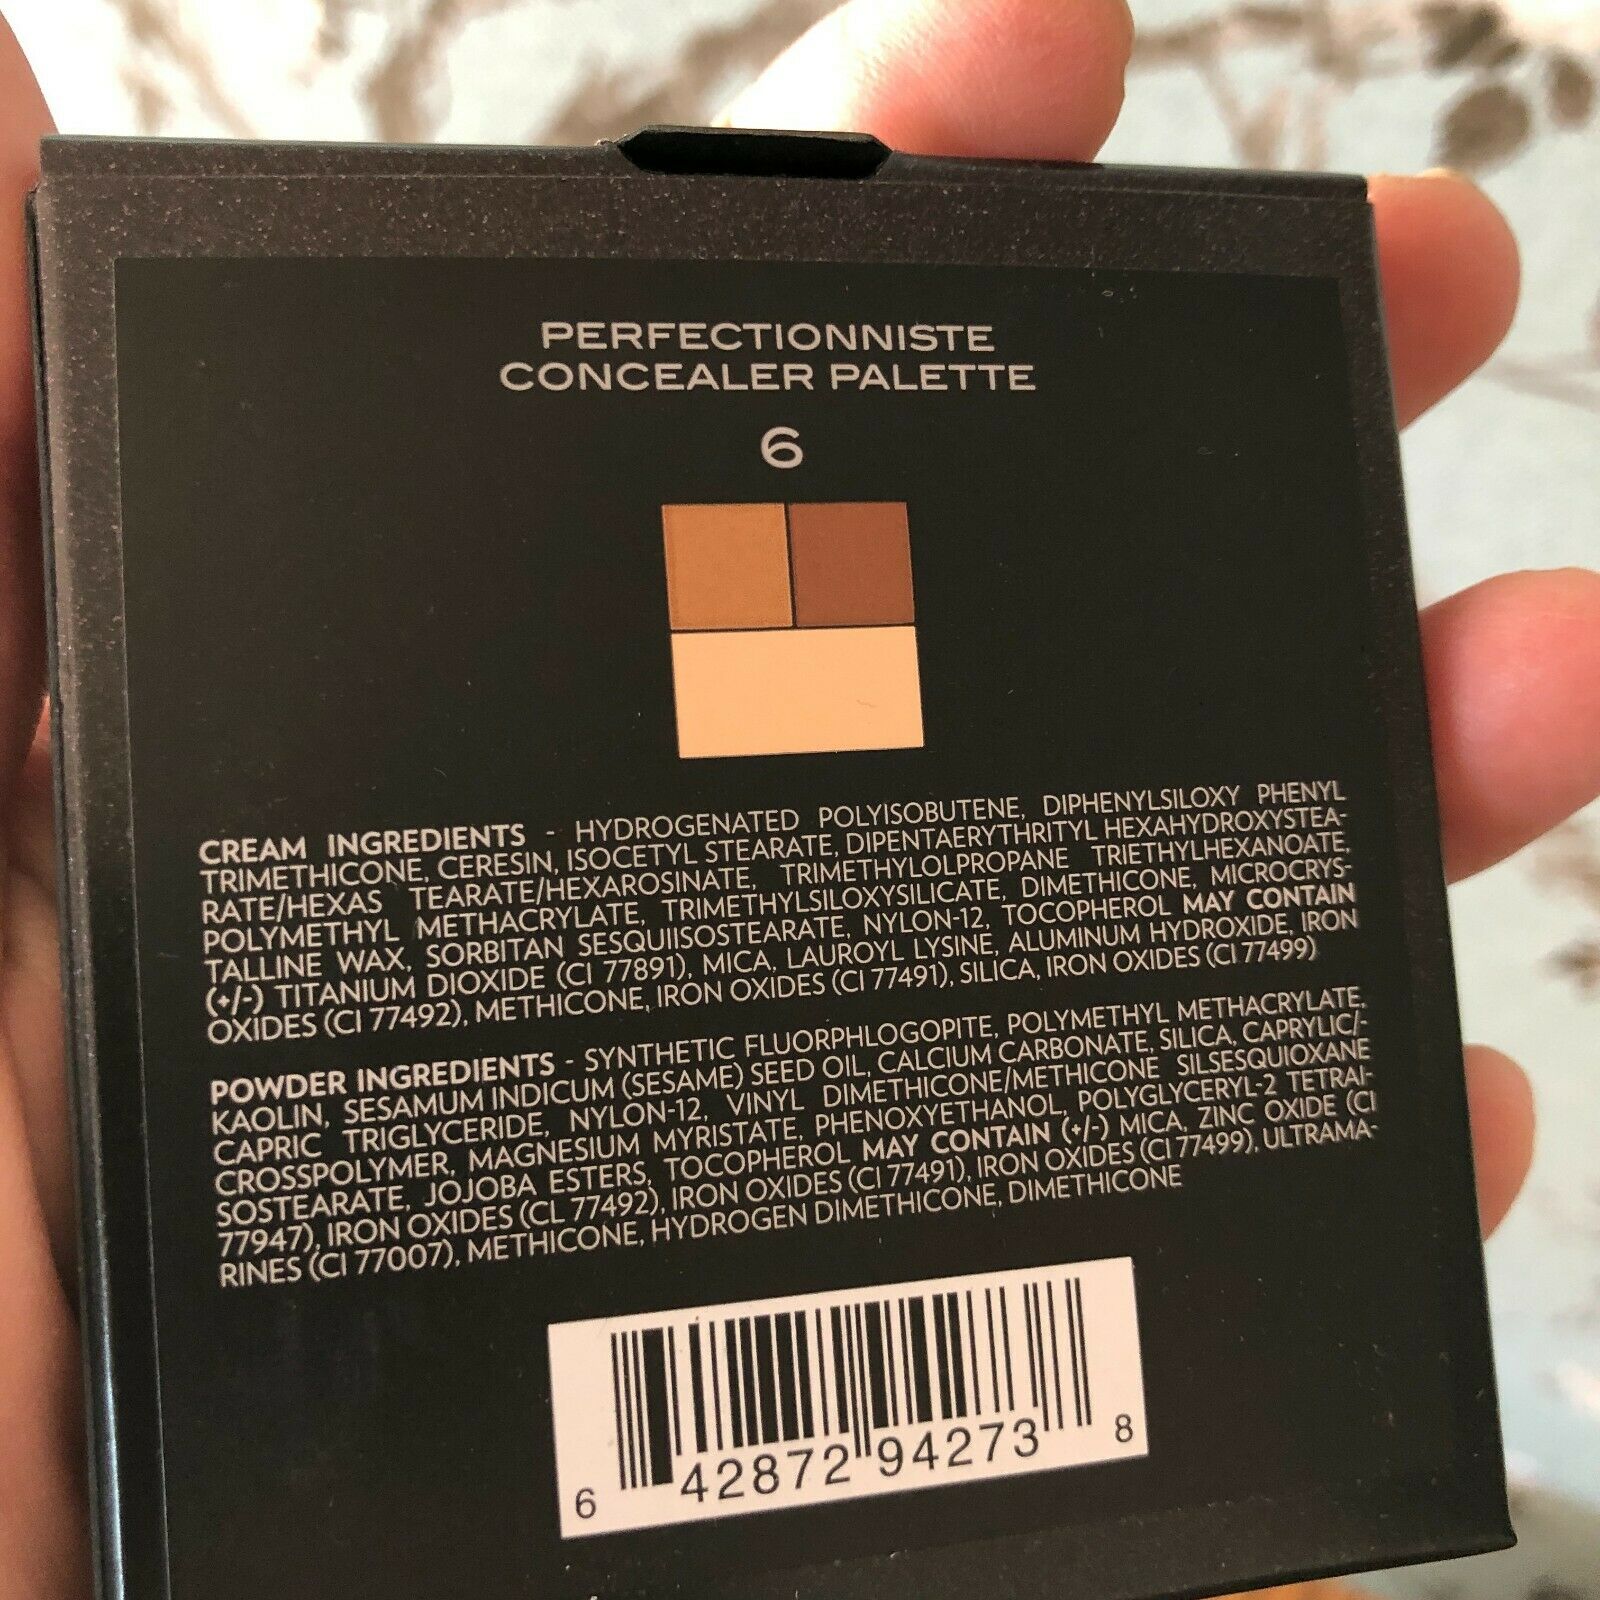 PERFECTIONNISTE
CONCEALER PALETTE
6
CREAM INGREDIENTS - HYDROGENATED POLYISOBUTENE, DIPHENYLSILOXY PHENYL
TRIMETHICONE, CERESIN, ISOCETYL STEARATE, DIPENTAERYTHRITYL HEXAHYDROXYSTEA-
RATE/HEXAS TEARATE/HEXAROSINATE, TRIMETHYLOLPROPANE TRIETHYLHEXANOATE,
POLYMETHYL METHACRYLATE, TRIMETHYLSILOXYSILICATE, DIMETHICONE, MICROCRYS-
TALLINE WAX, SORBITAN SESQUIISOSTEARATE, NYLON-12, TOCOPHEROL MAY CONTAIN
(+/-) TITANIUM DIOXIDE (CI 77891), MICA, LAUROYL LYSINE, ALUMINUM HYDROXIDE, IRON
OXIDES (CI 77492), METHICONE, IRON OXIDES (CI 77491), SILICA, IRON OXIDES (CI 77499)
POWDER INGREDIENTS - SYNTHETIC FLUORPHLOGOPITE, POLYMETHYL METHACRYLATE,
KAOLIN, SESAMUM INDICUM (SESAME) SEED OIL, CALCIUM CARBONATE, SILICA, CAPRYLIC/-
CAPRIC TRIGLYCERIDE, NYLON-12, VINYL DIMETHICONE/METHICONE SILSESQUIOXANE
CROSSPOLYMER, MAGNESIUM MYRISTATE, PHENOXYETHANOL, POLYGLYCERYL-2 TETRAI-
SOSTEARATE, JOJOBA ESTERS, TOCOPHEROL MAY CONTAIN (+/-) MICA, ZINC OXIDE (CI
77947), IRON OXIDES (CL 77492), IRON OXIDES (CI 77491), IRON OXIDES (CI 77499), ULTRAMA-
RINES (CI 77007), METHICONE, HYDROGEN DIMETHICONE, DIMETHICONE
6 42872 94273 8